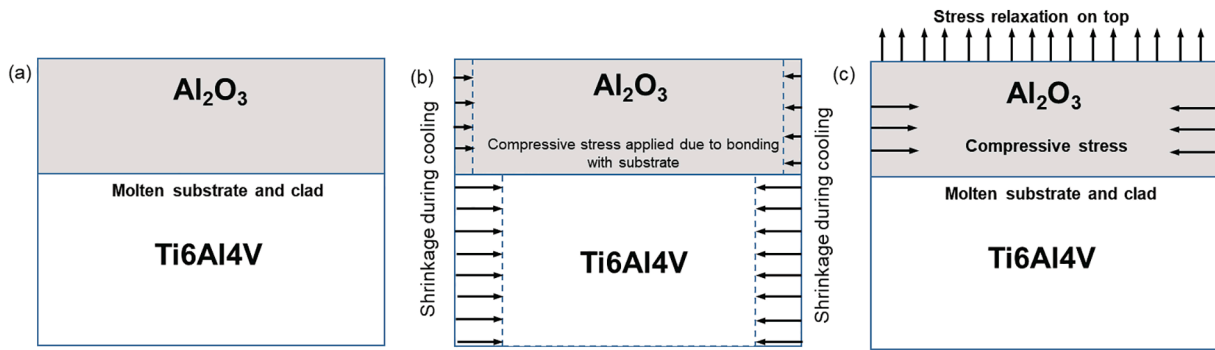 (a)
Al₂O₃
Molten substrate and clad
Ti6Al4V
(b)
Shrinkage during cooling
Al₂O₃
Compressive stress applied due to bonding
with substrate
Ti6Al4V
Shrinkage during cooling
(c)
Stress relaxation on top
Al₂O₃
Compressive stress
Molten substrate and clad
Ti6Al4V